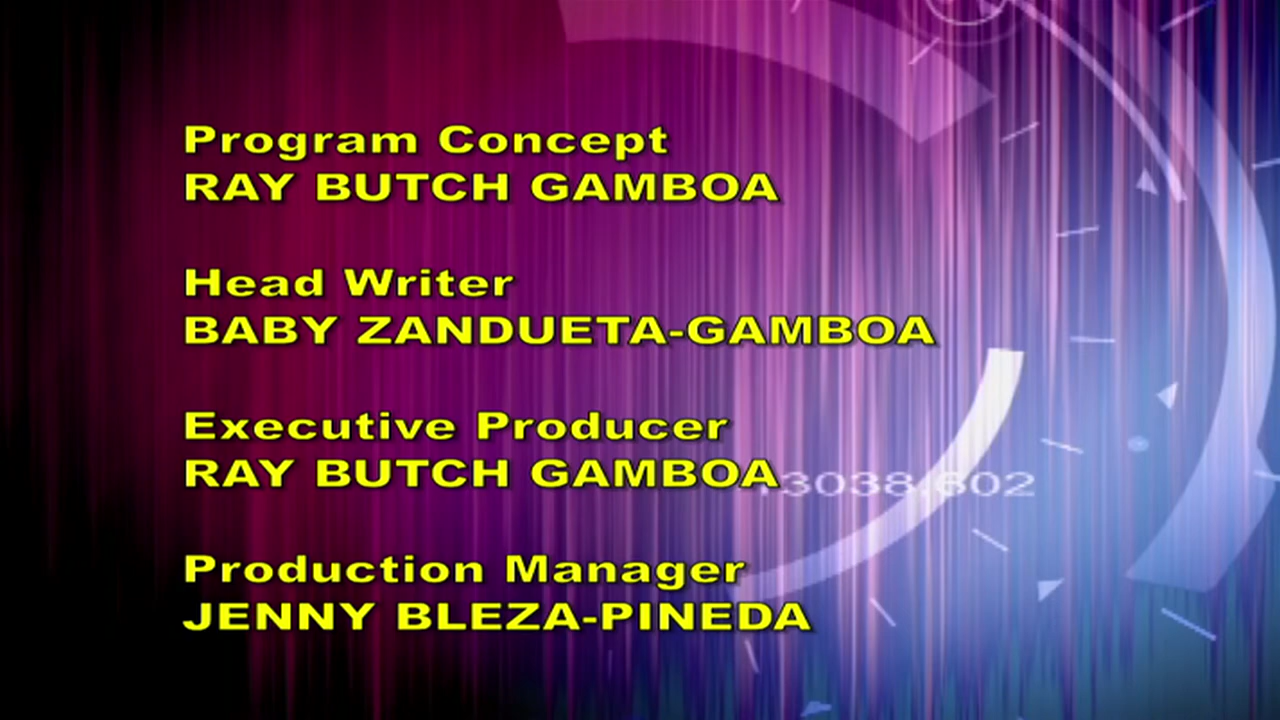 Program Concept
RAY BUTCH GAMBOA
Head Writer
BABY ZANDUETA-GAMBOA
Executive Producer
RAY BUTCH GAMBOA
Production Manager
JENNY BLEZA-PINEDA